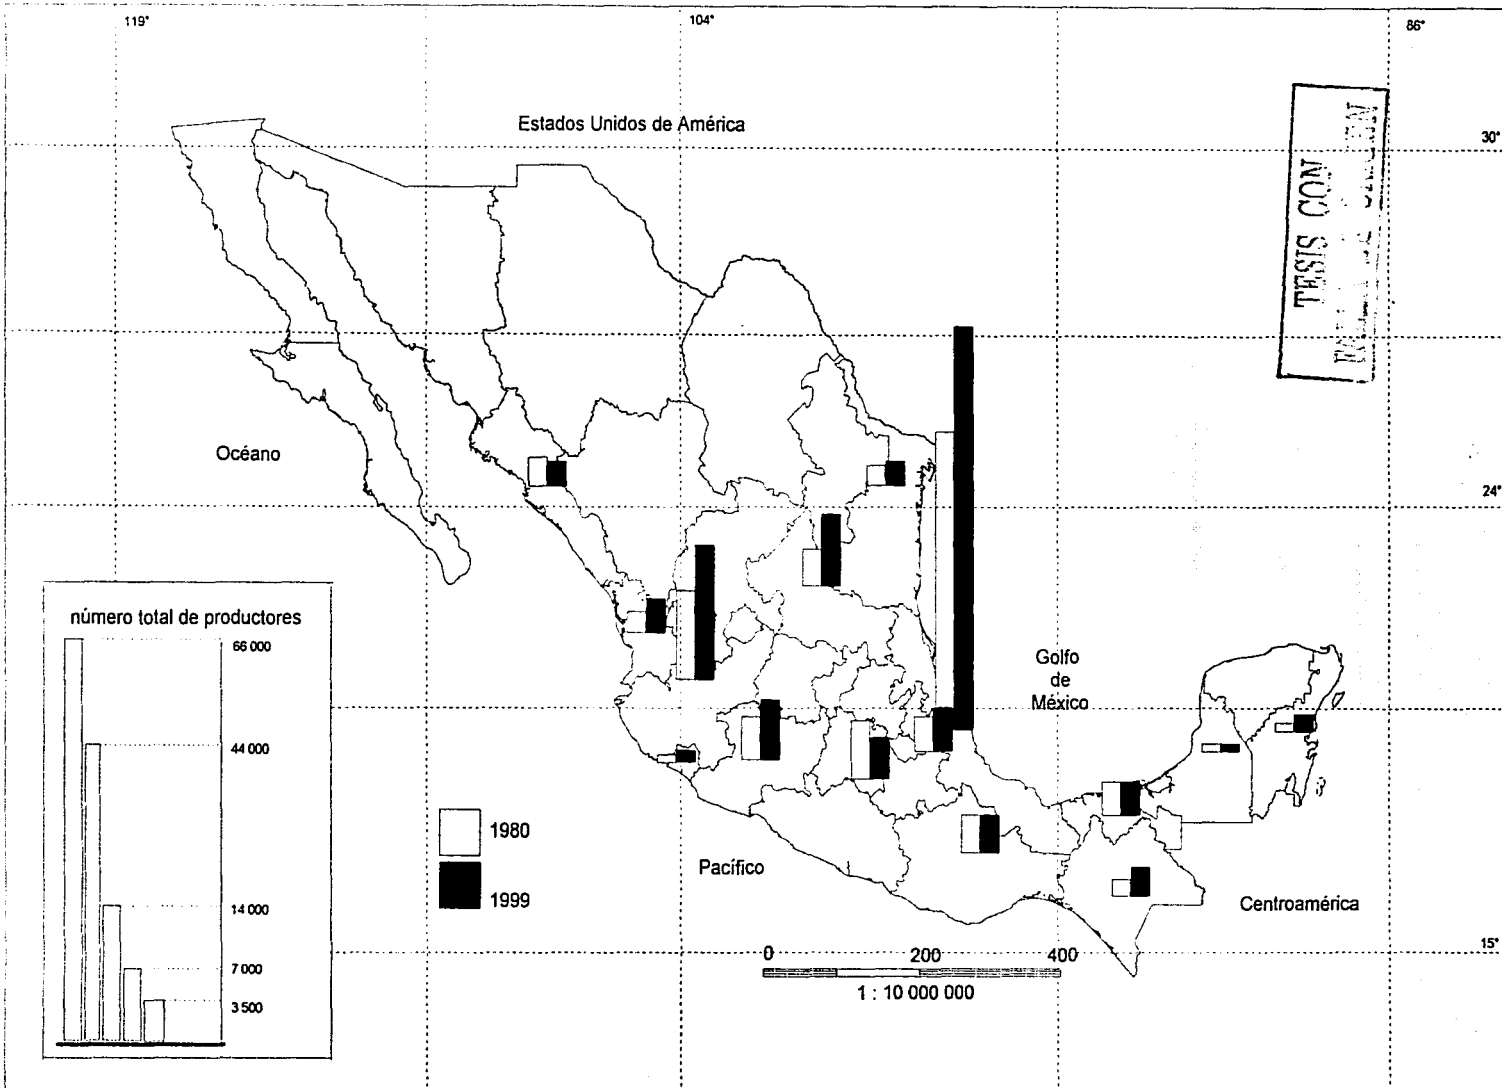 119°
104°
86°
Estados Unidos de América
30°
TESIS CON
Océano
24°
número total de productores
66 000
44 000
14 000
7 000
3 500
Golfo
de
México
1980
1999
Pacífico
Centroamérica
15°
0 200 400
1 : 10 000 000